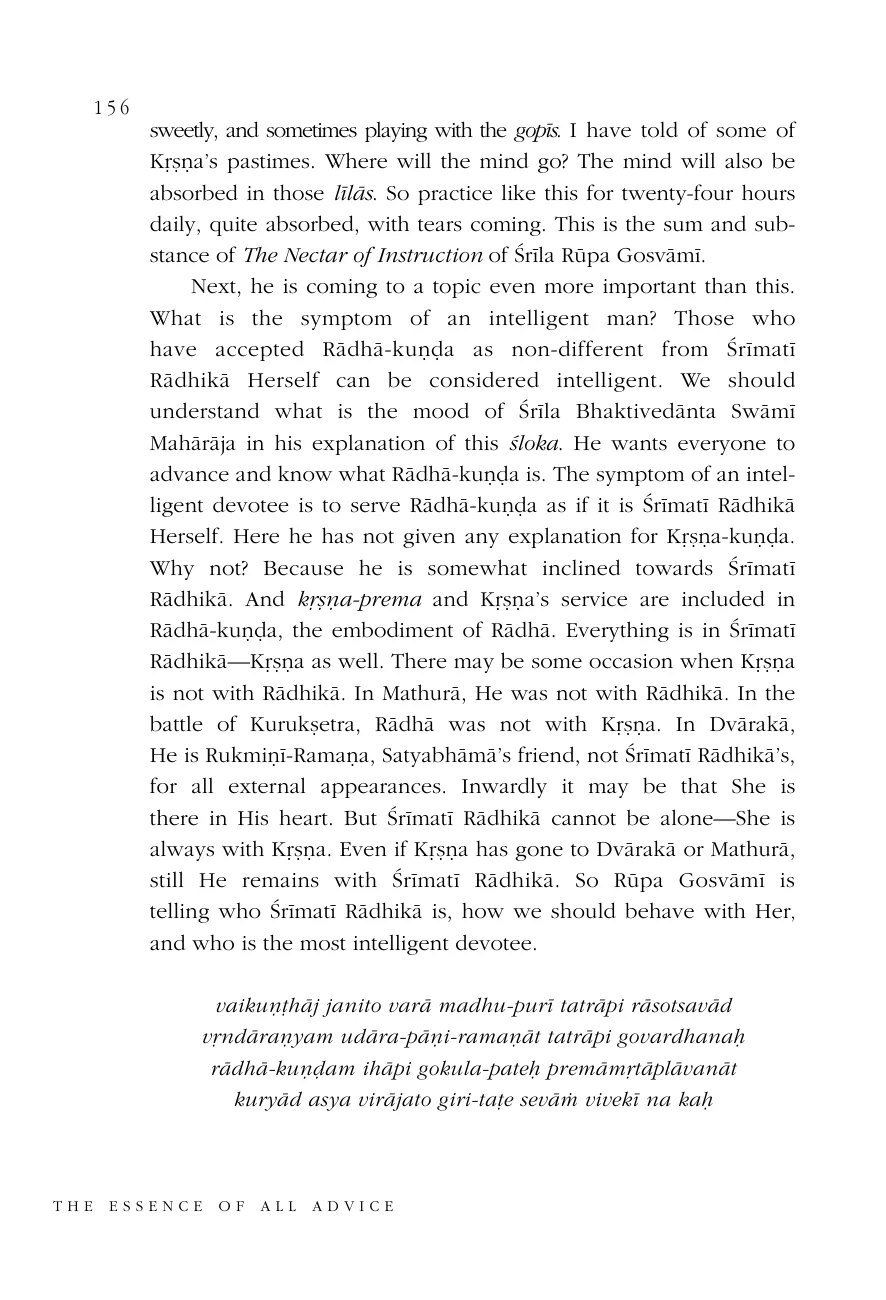 156
sweetly, and sometimes playing with the gopīs. I have told of some of
Kṛṣṇa’s pastimes. Where will the mind go? The mind will also be
absorbed in those līlās. So practice like this for twenty-four hours
daily, quite absorbed, with tears coming. This is the sum and sub-
stance of The Nectar of Instruction of Śrīla Rūpa Gosvāmī.
Next, he is coming to a topic even more important than this.
What is the symptom of an intelligent man? Those who
have accepted Rādhā-kuṇḍa as non-different from Śrīmatī
Rādhikā Herself can be considered intelligent. We should
understand what is the mood of Śrīla Bhaktivedānta Swāmī
Mahārāja in his explanation of this śloka. He wants everyone to
advance and know what Rādhā-kuṇḍa is. The symptom of an intel-
ligent devotee is to serve Rādhā-kuṇḍa as if it is Śrīmatī Rādhikā
Herself. Here he has not given any explanation for Kṛṣṇa-kuṇḍa.
Why not? Because he is somewhat inclined towards Śrīmatī
Rādhikā. And kṛṣṇa-prema and Kṛṣṇa’s service are included in
Rādhā-kuṇḍa, the embodiment of Rādhā. Everything is in Śrīmatī
Rādhikā—Kṛṣṇa as well. There may be some occasion when Kṛṣṇa
is not with Rādhikā. In Mathurā, He was not with Rādhikā. In the
battle of Kurukṣetra, Rādhā was not with Kṛṣṇa. In Dvārakā,
He is Rukmiṇī-Ramaṇa, Satyabhāmā’s friend, not Śrīmatī Rādhikā’s,
for all external appearances. Inwardly it may be that She is
there in His heart. But Śrīmatī Rādhikā cannot be alone—She is
always with Kṛṣṇa. Even if Kṛṣṇa has gone to Dvārakā or Mathurā,
still He remains with Śrīmatī Rādhikā. So Rūpa Gosvāmī is
telling who Śrīmatī Rādhikā is, how we should behave with Her,
and who is the most intelligent devotee.
vaikuṇṭhāj janito varā madhu-purī tatrāpi rāsotsavād
vṛndāraṇyam udāra-pāṇi-ramaṇāt tatrāpi govardhanaḥ
rādhā-kuṇḍam ihāpi gokula-pateḥ premāmṛtāplāvanāt
kuryād asya virājato giri-taṭe sevāṁ vivekī na kaḥ
THE ESSENCE OF ALL ADVICE